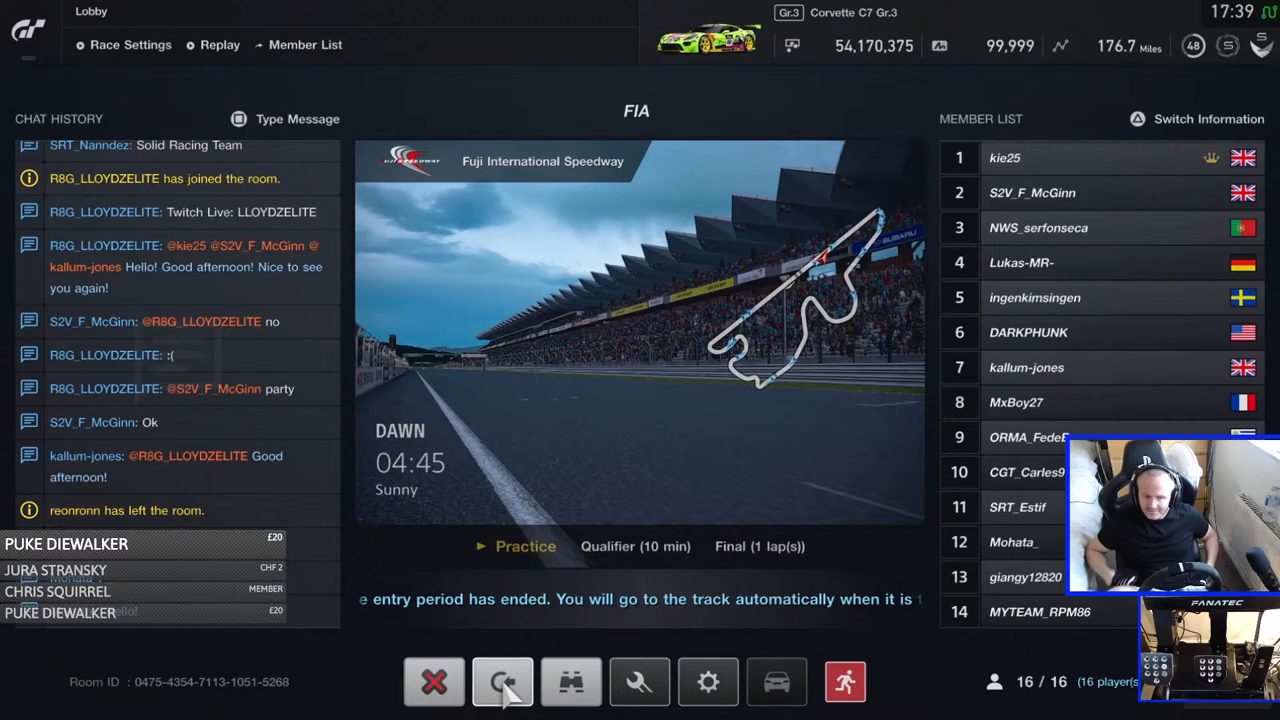 Lobby
Race Settings
Replay
Member List
Gr.3
Corvette C7 Gr.3
54,170,375
99,999
176.7 Miles
17:39
48
S
S
CHAT HISTORY
Type Message
SRT_Nanndez: Solid Racing Team
R8G_LLOYDZELITE has joined the room.
R8G_LLOYDZELITE: Twitch Live: LLOYDZELITE
R8G_LLOYDZELITE: @kie25 @S2V_F_McGinn @
kallum-jones Hello! Good afternoon! Nice to see
you again!
S2V_F_McGinn: @R8G_LLOYDZELITE no
R8G_LLOYDZELITE: :(
R8G_LLOYDZELITE: @S2V_F_McGinn party
S2V_F_McGinn: Ok
kallum-jones: @R8G_LLOYDZELITE Good
afternoon!
reonronn has left the room.
PUKE DIEWALKER £20
JURA STRANSKY CHF 2
CHRIS SQUIRREL MEMBER
PUKE DIEWALKER £20
Room ID : 0475-4354-7113-1051-5268
FIA
FUJI SPEEDWAY
Fuji International Speedway
SUBARU
DAWN
04:45
Sunny
Practice
Qualifier (10 min)
Final (1 lap(s))
e entry period has ended. You will go to the track automatically when it is
MEMBER LIST
Switch Information
1 kie25
2 S2V_F_McGinn
3 NWS_serfonseca
4 Lukas-MR-
5 ingenkimsingen
6 DARKPHUNK
7 kallum-jones
8 MxBoy27
9 ORMA_FedeB
10 CGT_Carles9
11 SRT_Estif
12 Mohata_
13 giangy12820
14 MYTEAM_RPM86
FANATEC
16 / 16 (16 player(s